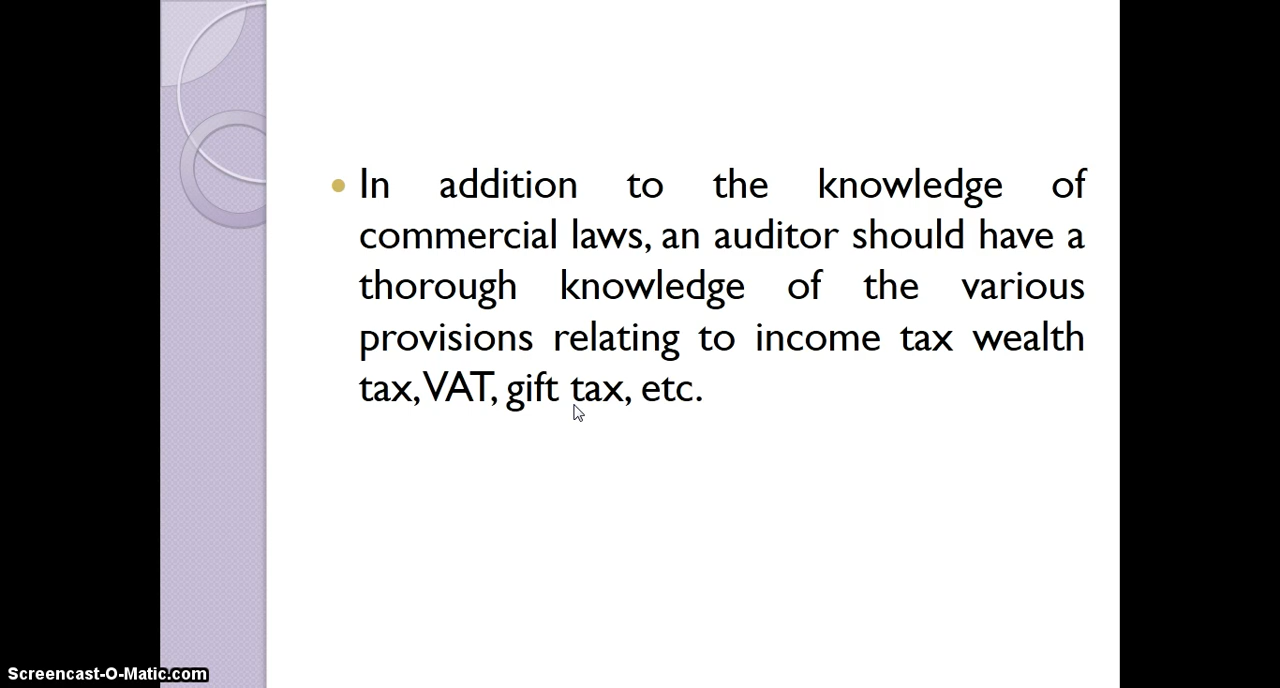 In addition to the knowledge of
commercial laws, an auditor should have a
thorough knowledge of the various
provisions relating to income tax wealth
tax, VAT, gift tax, etc.
Screencast-O-Matic.com